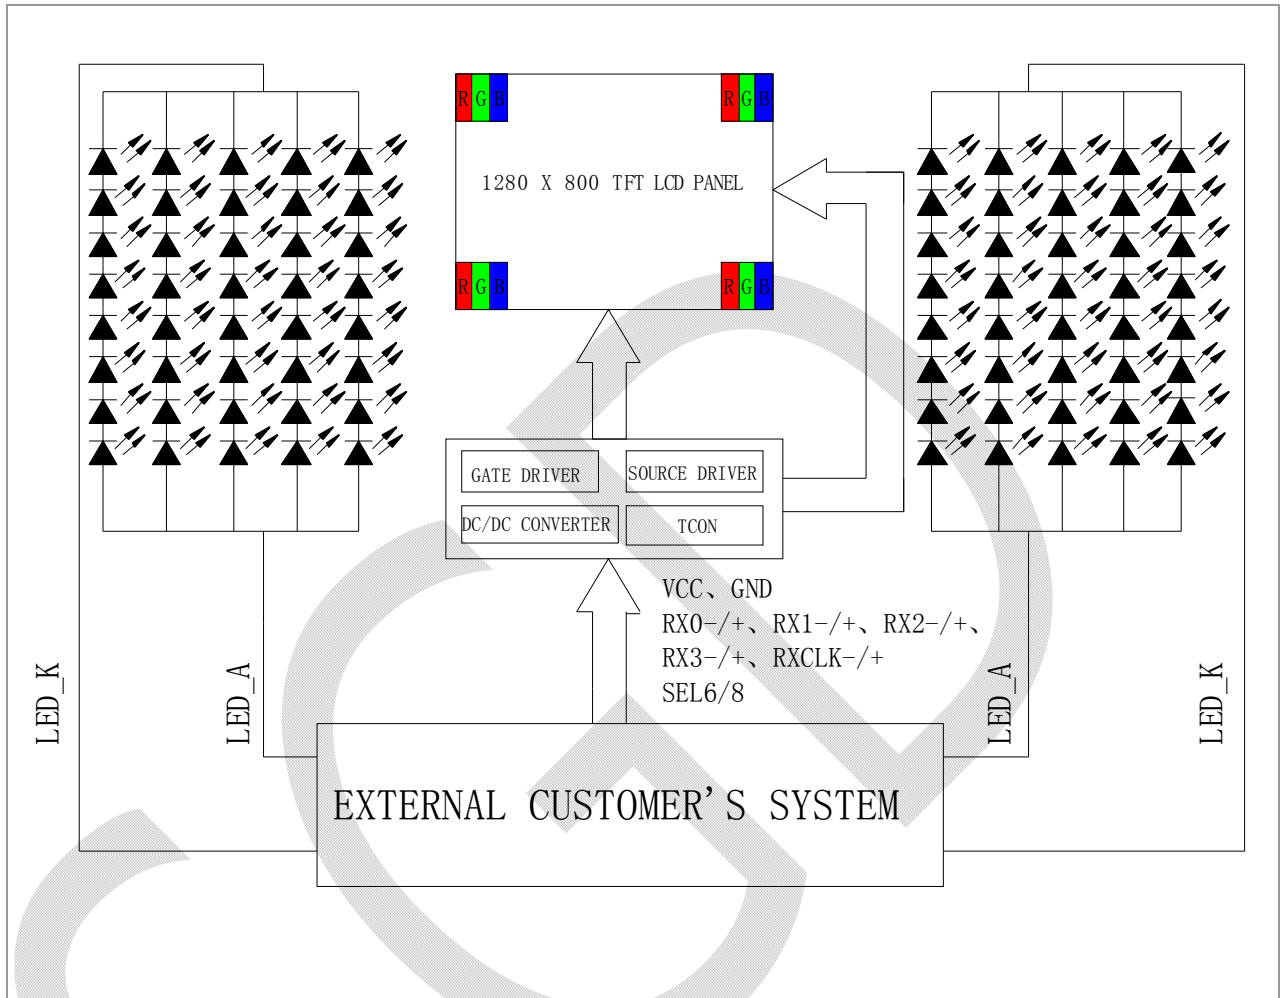 R G B
R G B
1280 X 800 TFT LCD PANEL
R G B
R G B
GATE DRIVER
SOURCE DRIVER
DC/DC CONVERTER
TCON
VCC、GND
RX0-/+、RX1-/+、RX2-/+、
RX3-/+、RXCLK-/+
SEL6/8
LED_K
LED_A
LED_A
LED_K
EXTERNAL CUSTOMER'S SYSTEM